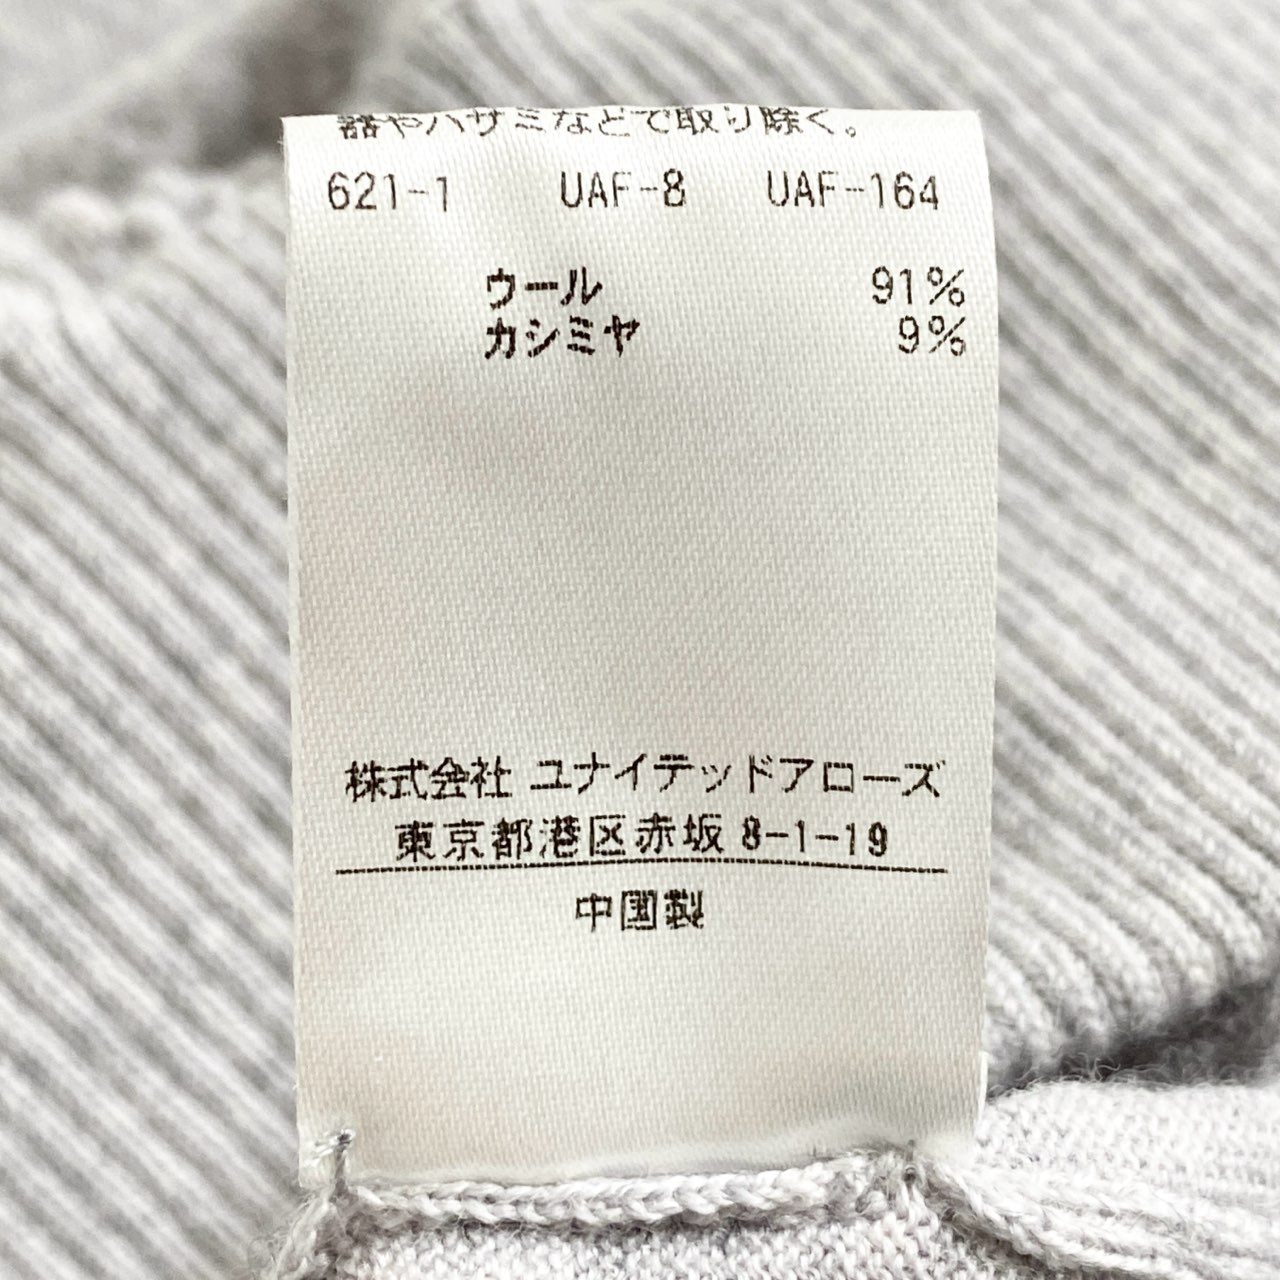 器やハサミなどで取り除く。
621-1 UAF-8 UAF-164
ウール 91%
カシミヤ 9%
株式会社 ユナイテッドアローズ
東京都港区赤坂 8-1-19
中国製